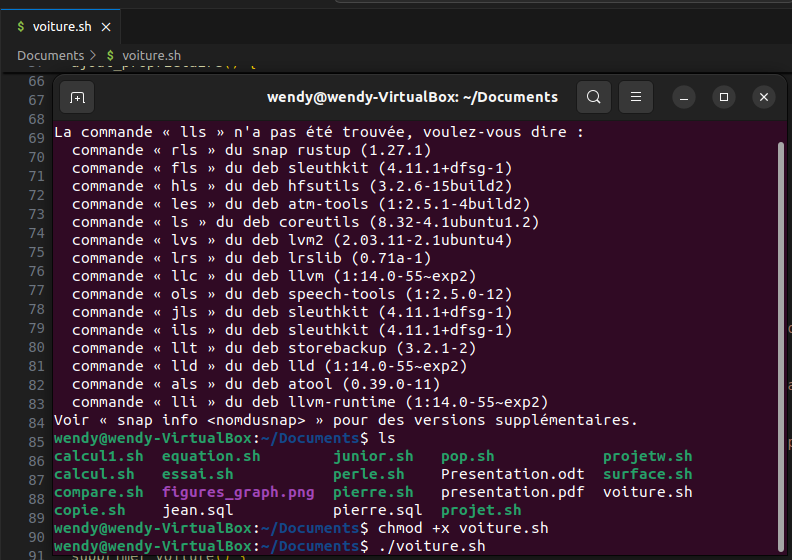 voiture.sh
Documents > voiture.sh
66
67
68
69
70
71
72
73
74
75
76
77
78
79
80
81
82
83
84
85
86
87
88
89
90
91
wendy@wendy-VirtualBox: ~/Documents
La commande « lls » n'a pas été trouvée, voulez-vous dire :
commande « rls » du snap rustup (1.27.1)
commande « fls » du deb sleuthkit (4.11.1+dfsg-1)
commande « hls » du deb hfsutils (3.2.6-15build2)
commande « les » du deb atm-tools (1:2.5.1-4build2)
commande « ls » du deb coreutils (8.32-4.1ubuntu1.2)
commande « lvs » du deb lvm2 (2.03.11-2.1ubuntu4)
commande « lrs » du deb lrslib (0.71a-1)
commande « llc » du deb llvm (1:14.0-55~exp2)
commande « ols » du deb speech-tools (1:2.5.0-12)
commande « jls » du deb sleuthkit (4.11.1+dfsg-1)
commande « ils » du deb sleuthkit (4.11.1+dfsg-1)
commande « llt » du deb storebackup (3.2.1-2)
commande « lld » du deb lld (1:14.0-55~exp2)
commande « als » du deb atool (0.39.0-11)
commande « lli » du deb llvm-runtime (1:14.0-55~exp2)
Voir « snap info <nomdusnap> » pour des versions supplémentaires.
wendy@wendy-VirtualBox:~/Documents$ ls
calcul1.sh equation.sh junior.sh pop.sh projetw.sh
calcul.sh essai.sh perle.sh Presentation.odt surface.sh
compare.sh figures_graph.png pierre.sh presentation.pdf voiture.sh
copie.sh jean.sql pierre.sql projet.sh
wendy@wendy-VirtualBox:~/Documents$ chmod +x voiture.sh
wendy@wendy-VirtualBox:~/Documents$ ./voiture.sh